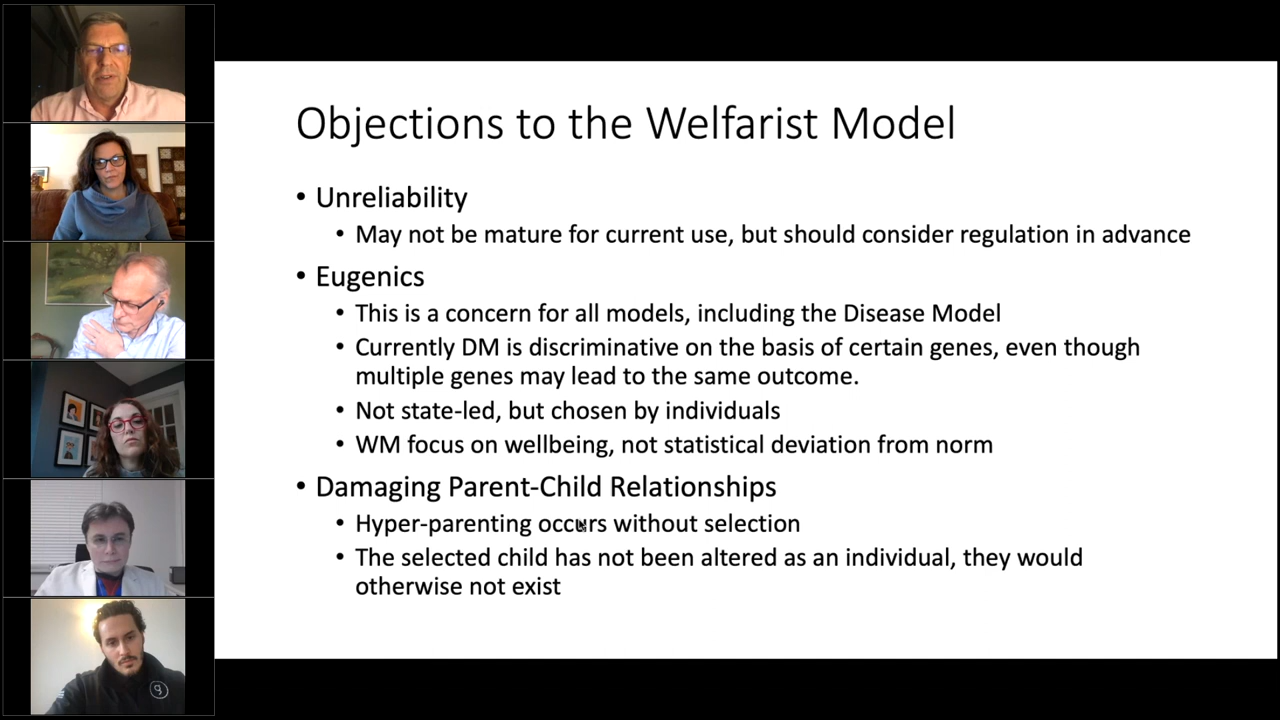 Objections to the Welfarist Model
• Unreliability
• May not be mature for current use, but should consider regulation in advance
• Eugenics
• This is a concern for all models, including the Disease Model
• Currently DM is discriminative on the basis of certain genes, even though
multiple genes may lead to the same outcome.
• Not state-led, but chosen by individuals
• WM focus on wellbeing, not statistical deviation from norm
• Damaging Parent-Child Relationships
• Hyper-parenting occurs without selection
• The selected child has not been altered as an individual, they would
otherwise not exist